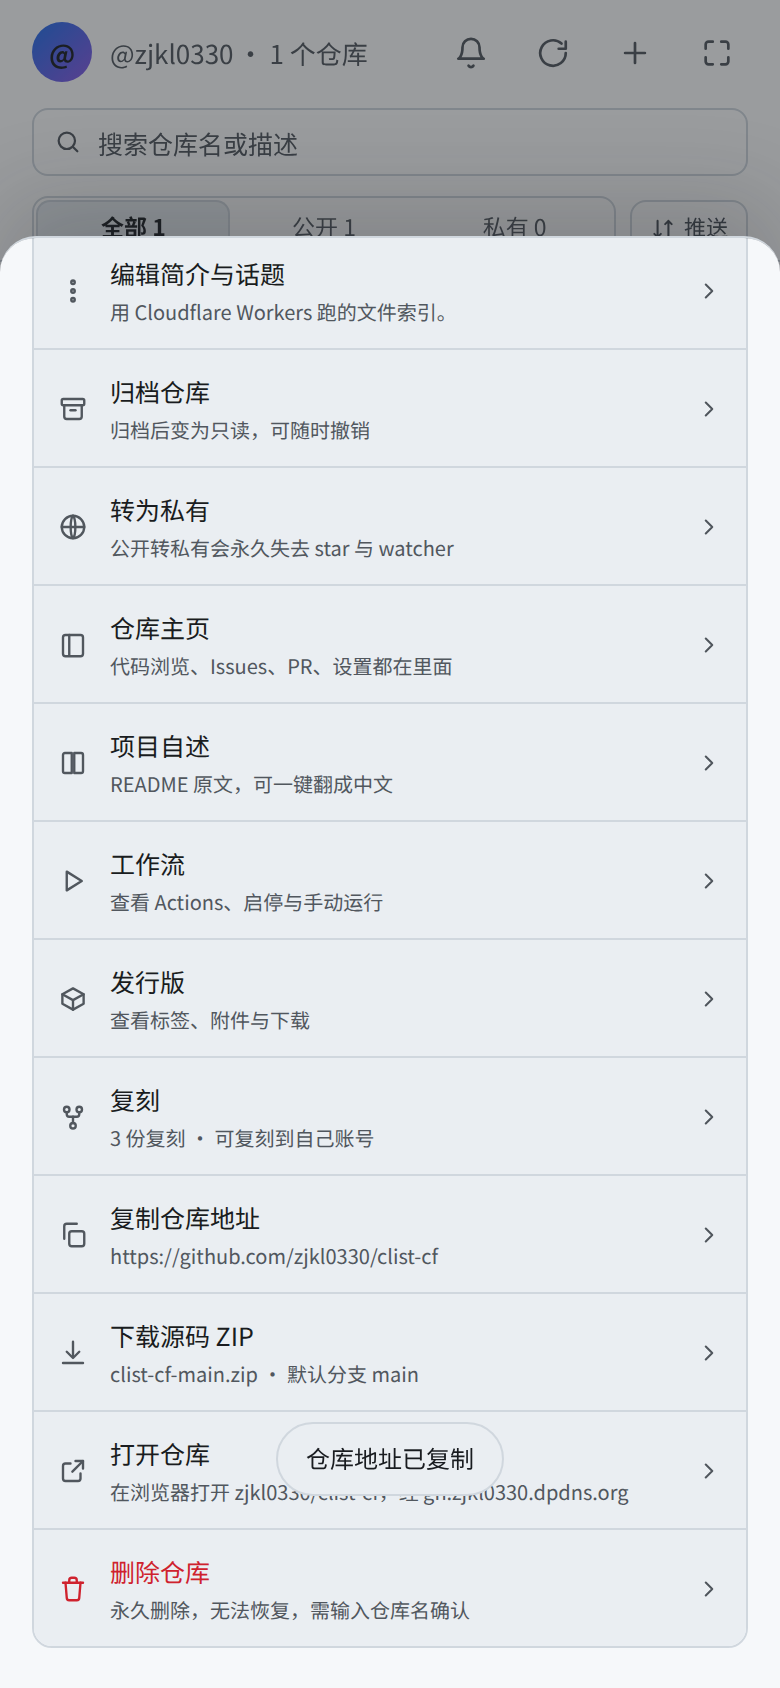 @ @zjkl0330 · 1 个仓库
搜索仓库名或描述
全部 1 公开 1 私有 0 推送
编辑简介与话题
用 Cloudflare Workers 跑的文件索引。
归档仓库
归档后变为只读，可随时撤销
转为私有
公开转私有会永久失去 star 与 watcher
仓库主页
代码浏览、Issues、PR、设置都在里面
项目自述
README 原文，可一键翻成中文
工作流
查看 Actions、启停与手动运行
发行版
查看标签、附件与下载
复刻
3 份复刻 · 可复刻到自己账号
复制仓库地址
https://github.com/zjkl0330/clist-cf
下载源码 ZIP
clist-cf-main.zip · 默认分支 main
打开仓库
仓库地址已复制
在浏览器打开 zjkl0330/clist-cf，经 gh.zjkl0330.dpdns.org
删除仓库
永久删除，无法恢复，需输入仓库名确认